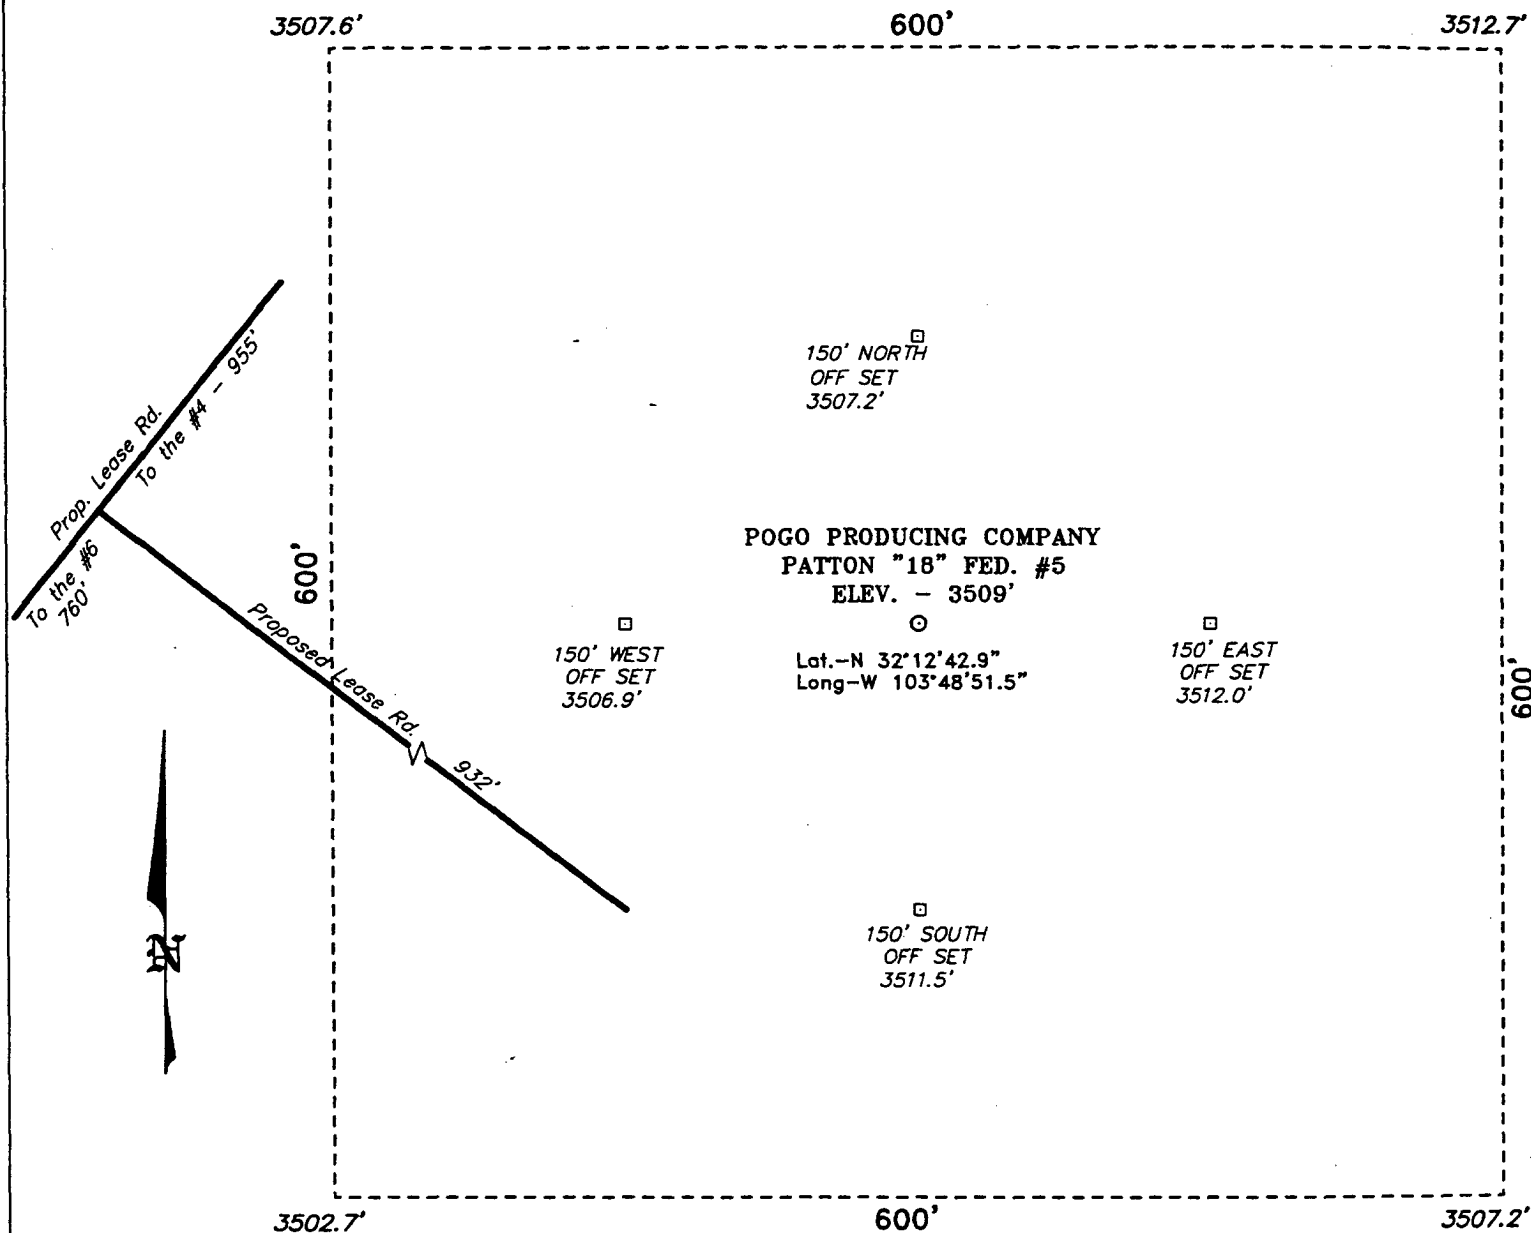 3507.6' 600' 3512.7'
150' NORTH
OFF SET
3507.2'
Prop. Lease Rd.
To the #4 - 955'
To the #6
760'
600'
POGO PRODUCING COMPANY
PATTON "18" FED. #5
ELEV. - 3509'
Lat.-N 32°12'42.9"
Long-W 103°48'51.5"
150' WEST
OFF SET
3506.9'
150' EAST
OFF SET
3512.0'
600'
Proposed Lease Rd.
932'
N
150' SOUTH
OFF SET
3511.5'
3502.7' 600' 3507.2'